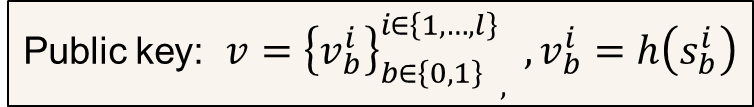 Public key: v = {v_b^i}_{b∈{0,1}}^{i∈{1,…,l}} , , v_b^i = h(s_b^i)